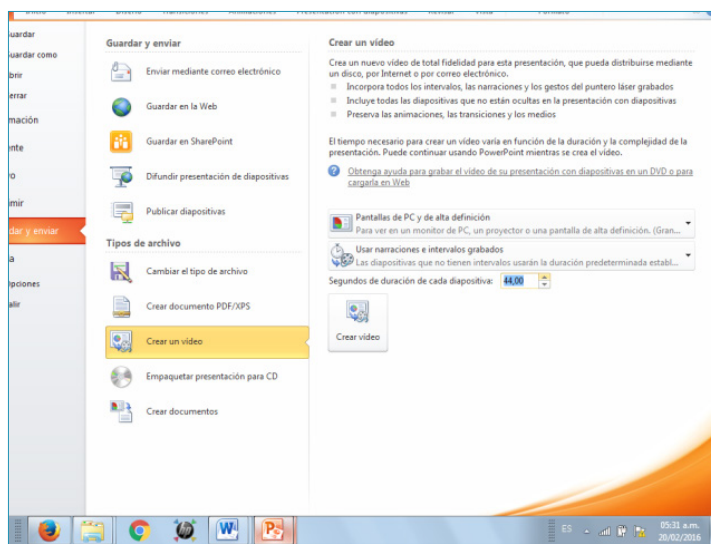 Guardar y enviar
Enviar mediante correo electrónico
Guardar en la Web
Guardar en SharePoint
Difundir presentación de diapositivas
Publicar diapositivas
Tipos de archivo
Cambiar el tipo de archivo
Crear documento PDF/XPS
Crear un vídeo
Empaquetar presentación para CD
Crear documentos
Crear un vídeo
Crea un nuevo vídeo de total fidelidad para esta presentación, que pueda distribuirse mediante
un disco, por Internet o por correo electrónico.
Incorpora todos los intervalos, las narraciones y los gestos del puntero láser grabados
Incluye todas las diapositivas que no están ocultas en la presentación con diapositivas
Preserva las animaciones, las transiciones y los medios
El tiempo necesario para crear un vídeo varía en función de la duración y la complejidad de la
presentación. Puede continuar usando PowerPoint mientras se crea el vídeo.
Obtenga ayuda para grabar el vídeo de su presentación con diapositivas en un DVD o para
cargarla en Web
Pantallas de PC y de alta definición
Para ver en un monitor de PC, un proyector o una pantalla de alta definición. (Gran...
Usar narraciones e intervalos grabados
Las diapositivas que no tienen intervalos usarán la duración predeterminada establ...
Segundos de duración de cada diapositiva: 44,00
Crear vídeo
uardar
uardar como
brir
errar
mación
nte
o
mir
dar y enviar
a
pciones
alir
ES
05:31 a.m.
20/02/2016